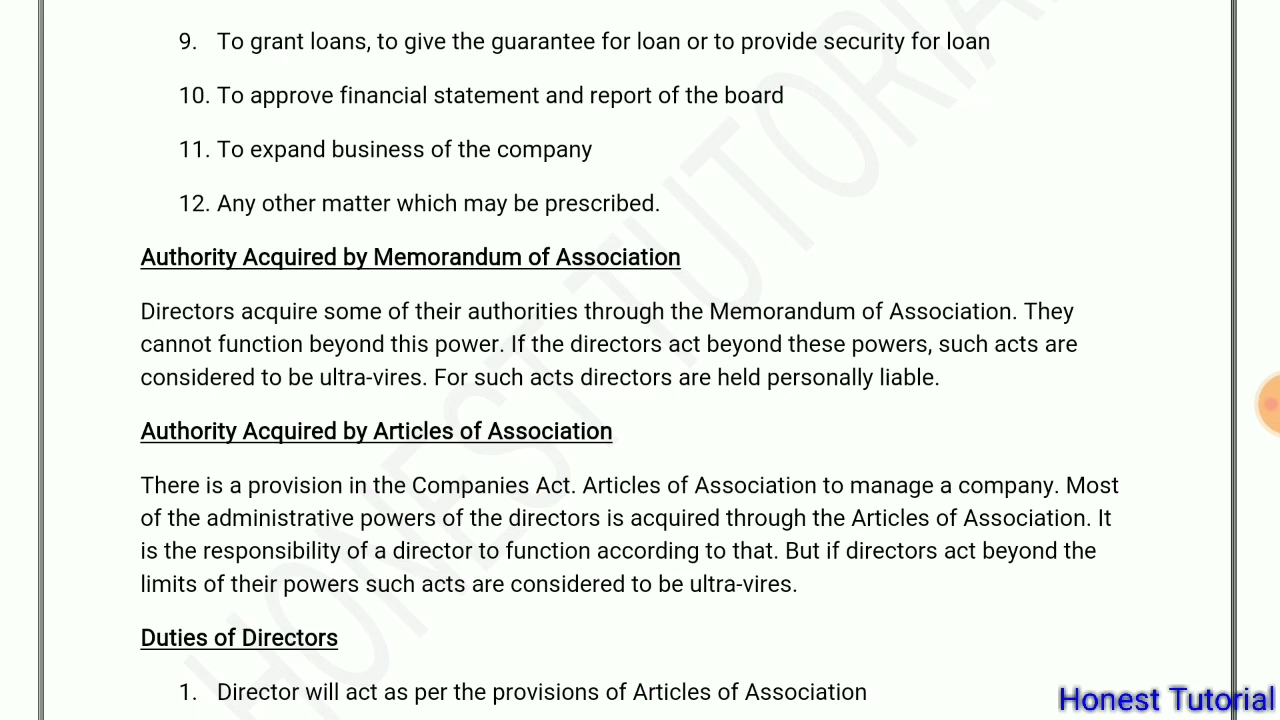 9. To grant loans, to give the guarantee for loan or to provide security for loan
10. To approve financial statement and report of the board
11. To expand business of the company
12. Any other matter which may be prescribed.
Authority Acquired by Memorandum of Association
Directors acquire some of their authorities through the Memorandum of Association. They
cannot function beyond this power. If the directors act beyond these powers, such acts are
considered to be ultra-vires. For such acts directors are held personally liable.
Authority Acquired by Articles of Association
There is a provision in the Companies Act. Articles of Association to manage a company. Most
of the administrative powers of the directors is acquired through the Articles of Association. It
is the responsibility of a director to function according to that. But if directors act beyond the
limits of their powers such acts are considered to be ultra-vires.
Duties of Directors
1. Director will act as per the provisions of Articles of Association
Honest Tutorial
HONEST TUTORIA